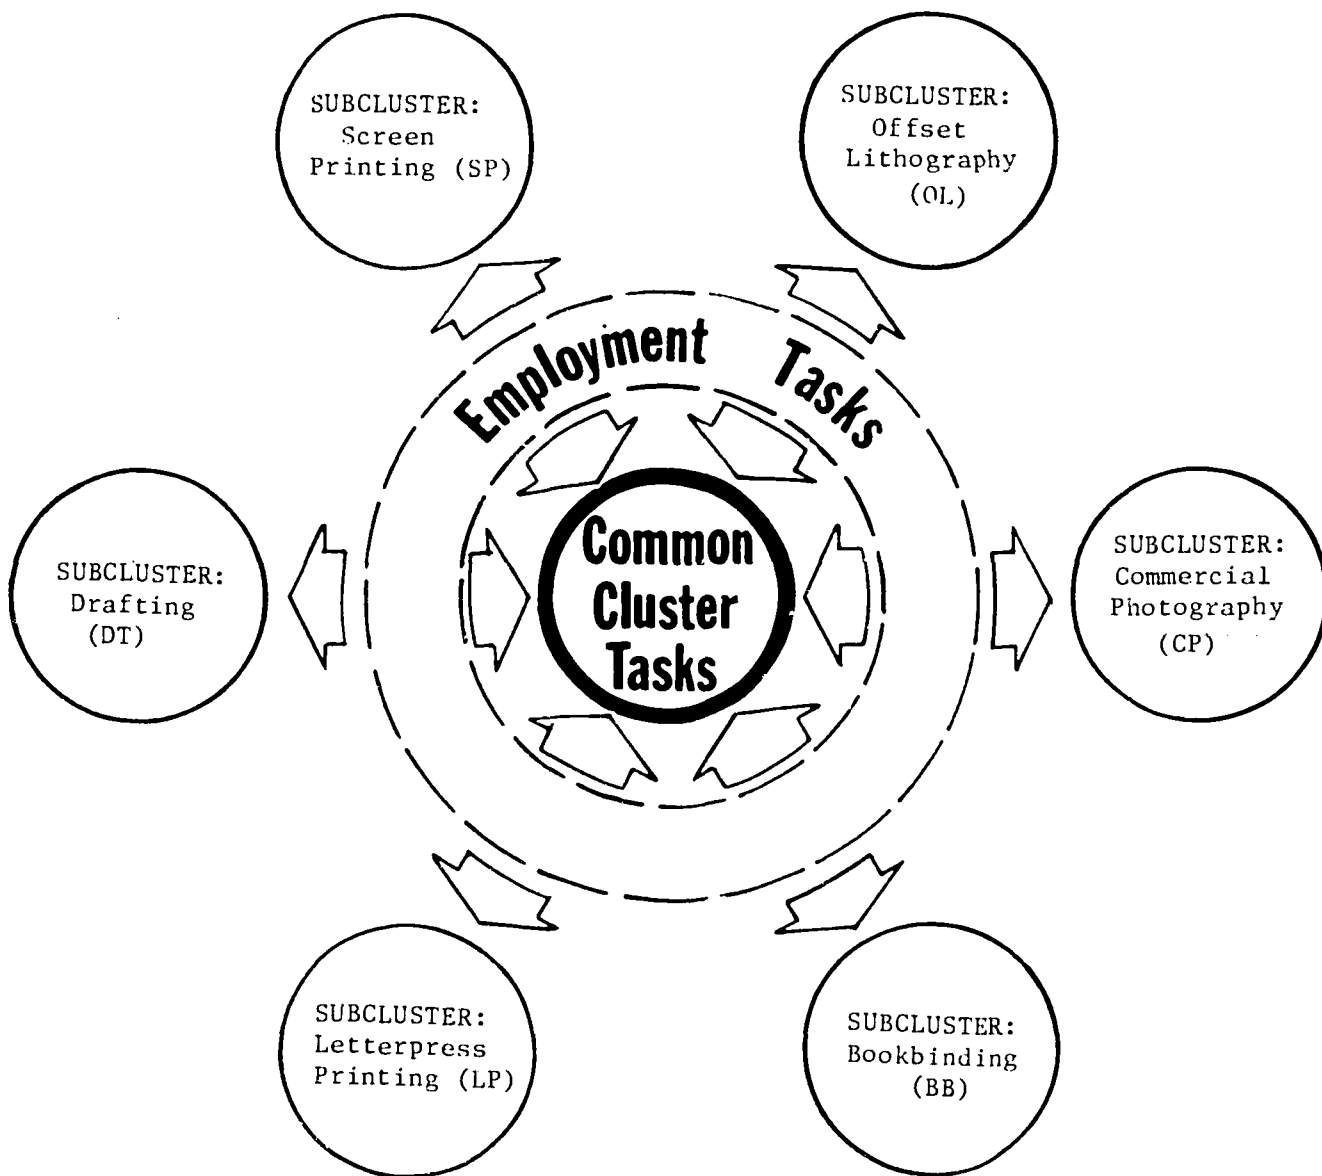 SUBCLUSTER:
Screen
Printing (SP)
SUBCLUSTER:
Offset
Lithography
(OL)
Employment Tasks
SUBCLUSTER:
Drafting
(DT)
Common
Cluster
Tasks
SUBCLUSTER:
Commercial
Photography
(CP)
SUBCLUSTER:
Letterpress
Printing (LP)
SUBCLUSTER:
Bookbinding
(BB)